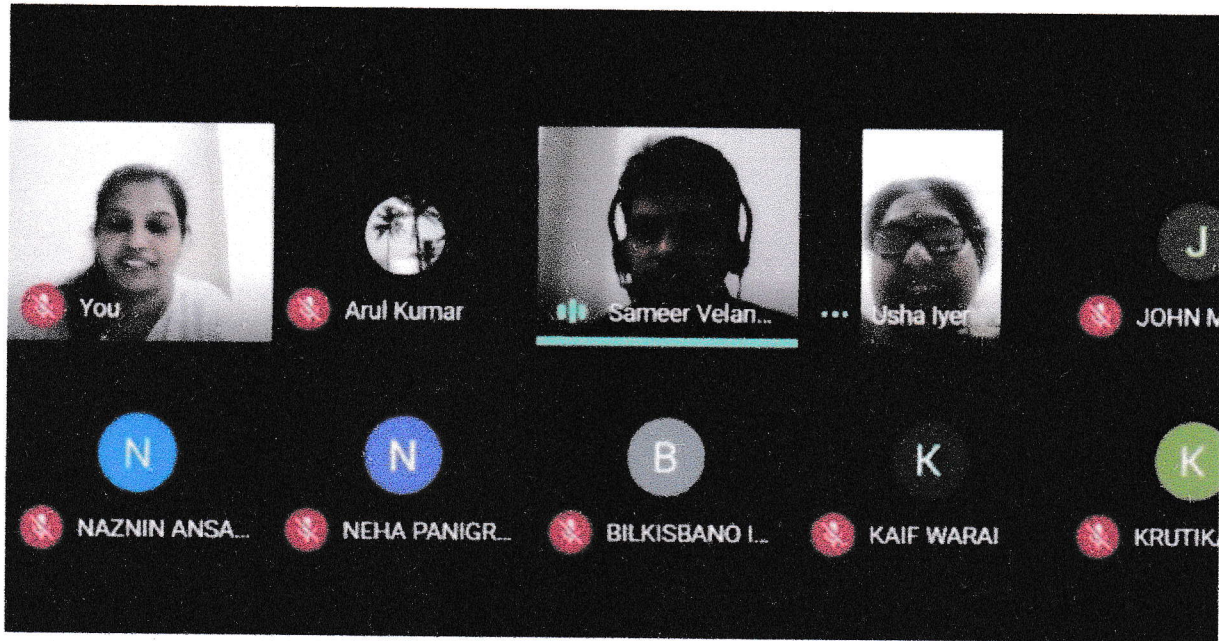 You
Arul Kumar
Sameer Velan...
Usha Iyer
J
JOHN M
N
N
B
K
K
NAZNIN ANSA...
NEHA PANIGR...
BILKISBANO I...
KAIF WARAI
KRUTIKA